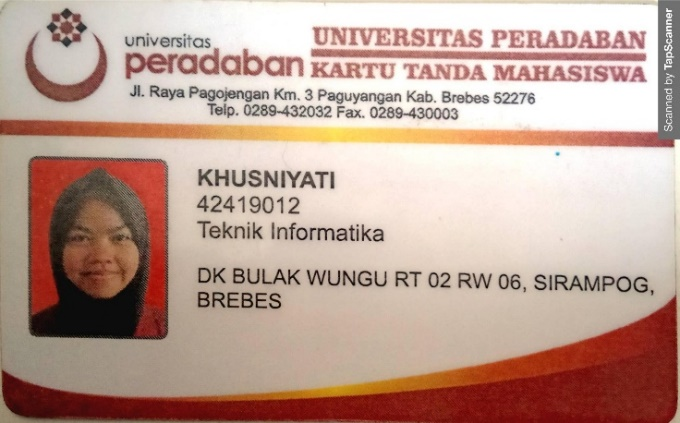 universitas
peradaban
UNIVERSITAS PERADABAN
KARTU TANDA MAHASISWA
Jl. Raya Pagojengan Km. 3 Paguyangan Kab. Brebes 52276
Telp. 0289-432032 Fax. 0289-430003
KHUSNIYATI
42419012
Teknik Informatika
DK BULAK WUNGU RT 02 RW 06, SIRAMPOG,
BREBES
Scanned by TapScanner